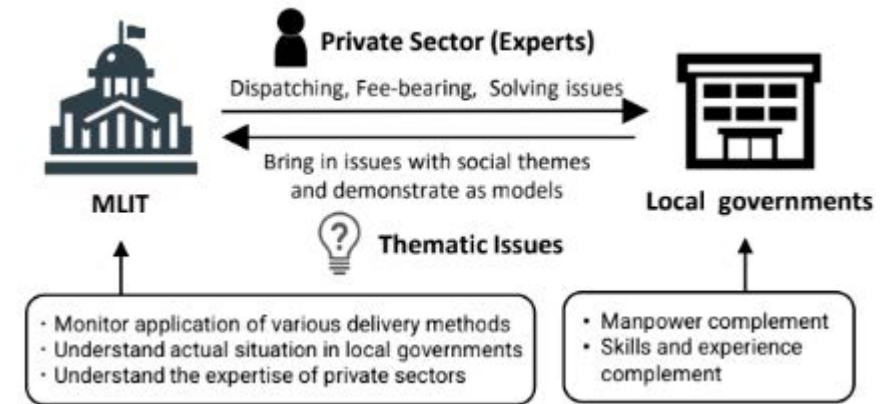 Private Sector (Experts)
Dispatching, Fee-bearing, Solving issues
Bring in issues with social themes
and demonstrate as models
MLIT
Local governments
?
Thematic Issues
· Monitor application of various delivery methods
· Understand actual situation in local governments
· Understand the expertise of private sectors
• Manpower complement
• Skills and experience
complement